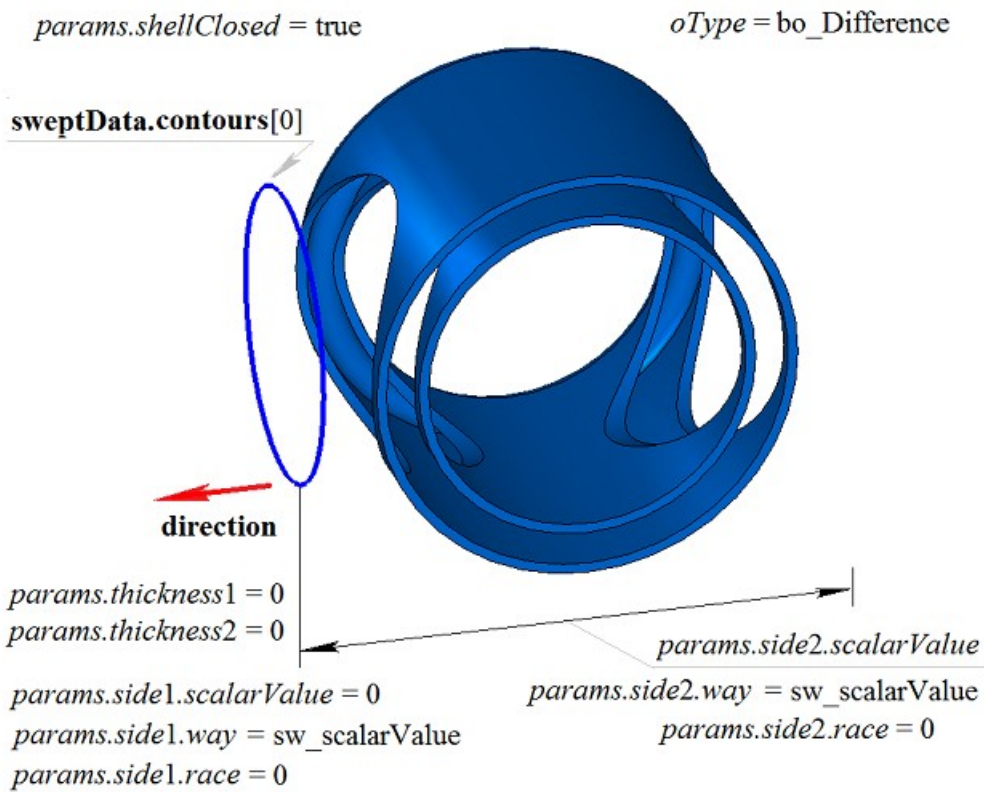 params.shellClosed = true
oType = bo_Difference
sweptData.contours[0]
direction
params.thickness1 = 0
params.thickness2 = 0
params.side2.scalarValue
params.side1.scalarValue = 0
params.side2.way = sw_scalarValue
params.side1.way = sw_scalarValue
params.side2.race = 0
params.side1.race = 0